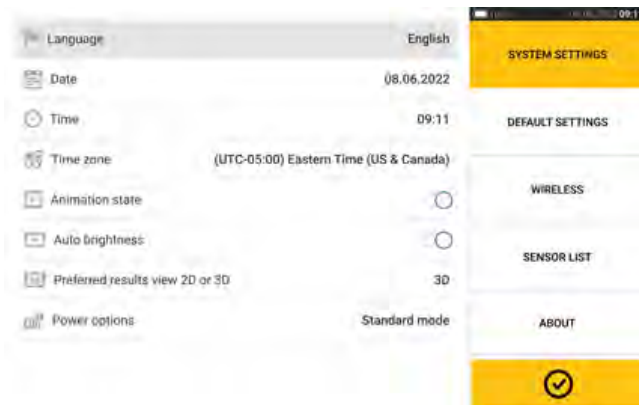 09:1
Language English
Date 08.06.2022
Time 09:11
Time zone (UTC-05:00) Eastern Time (US & Canada)
Animation state
Auto brightness
Preferred results view 2D or 3D 3D
Power options Standard mode
SYSTEM SETTINGS
DEFAULT SETTINGS
WIRELESS
SENSOR LIST
ABOUT